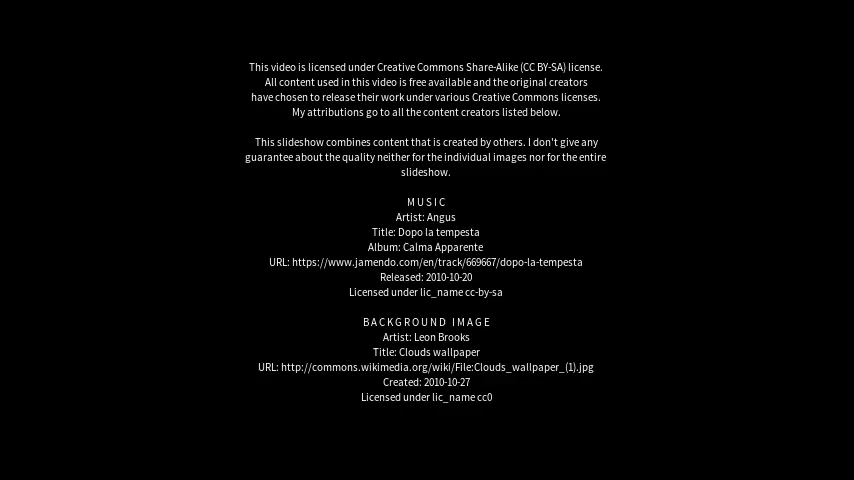 This video is licensed under Creative Commons Share-Alike (CC BY-SA) license.
All content used in this video is free available and the original creators
have chosen to release their work under various Creative Commons licenses.
My attributions go to all the content creators listed below.
This slideshow combines content that is created by others. I don't give any
guarantee about the quality neither for the individual images nor for the entire
slideshow.
MUSIC
Artist: Angus
Title: Dopo la tempesta
Album: Calma Apparente
URL: https://www.jamendo.com/en/track/669667/dopo-la-tempesta
Released: 2010-10-20
Licensed under lic_name cc-by-sa
BACKGROUND IMAGE
Artist: Leon Brooks
Title: Clouds wallpaper
URL: http://commons.wikimedia.org/wiki/File:Clouds_wallpaper_(1).jpg
Created: 2010-10-27
Licensed under lic_name cc0